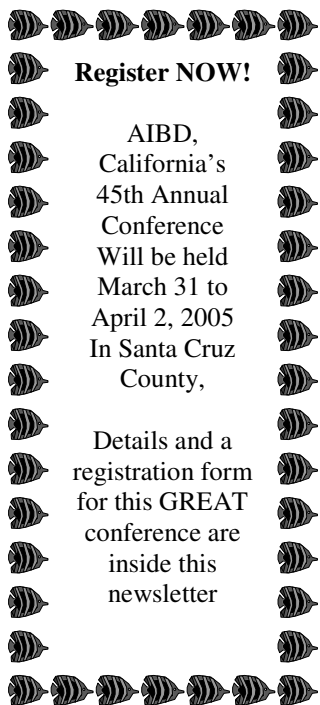 Register NOW!
AIBD,
California's
45th Annual
Conference
Will be held
March 31 to
April 2, 2005
In Santa Cruz
County,
Details and a
registration form
for this GREAT
conference are
inside this
newsletter